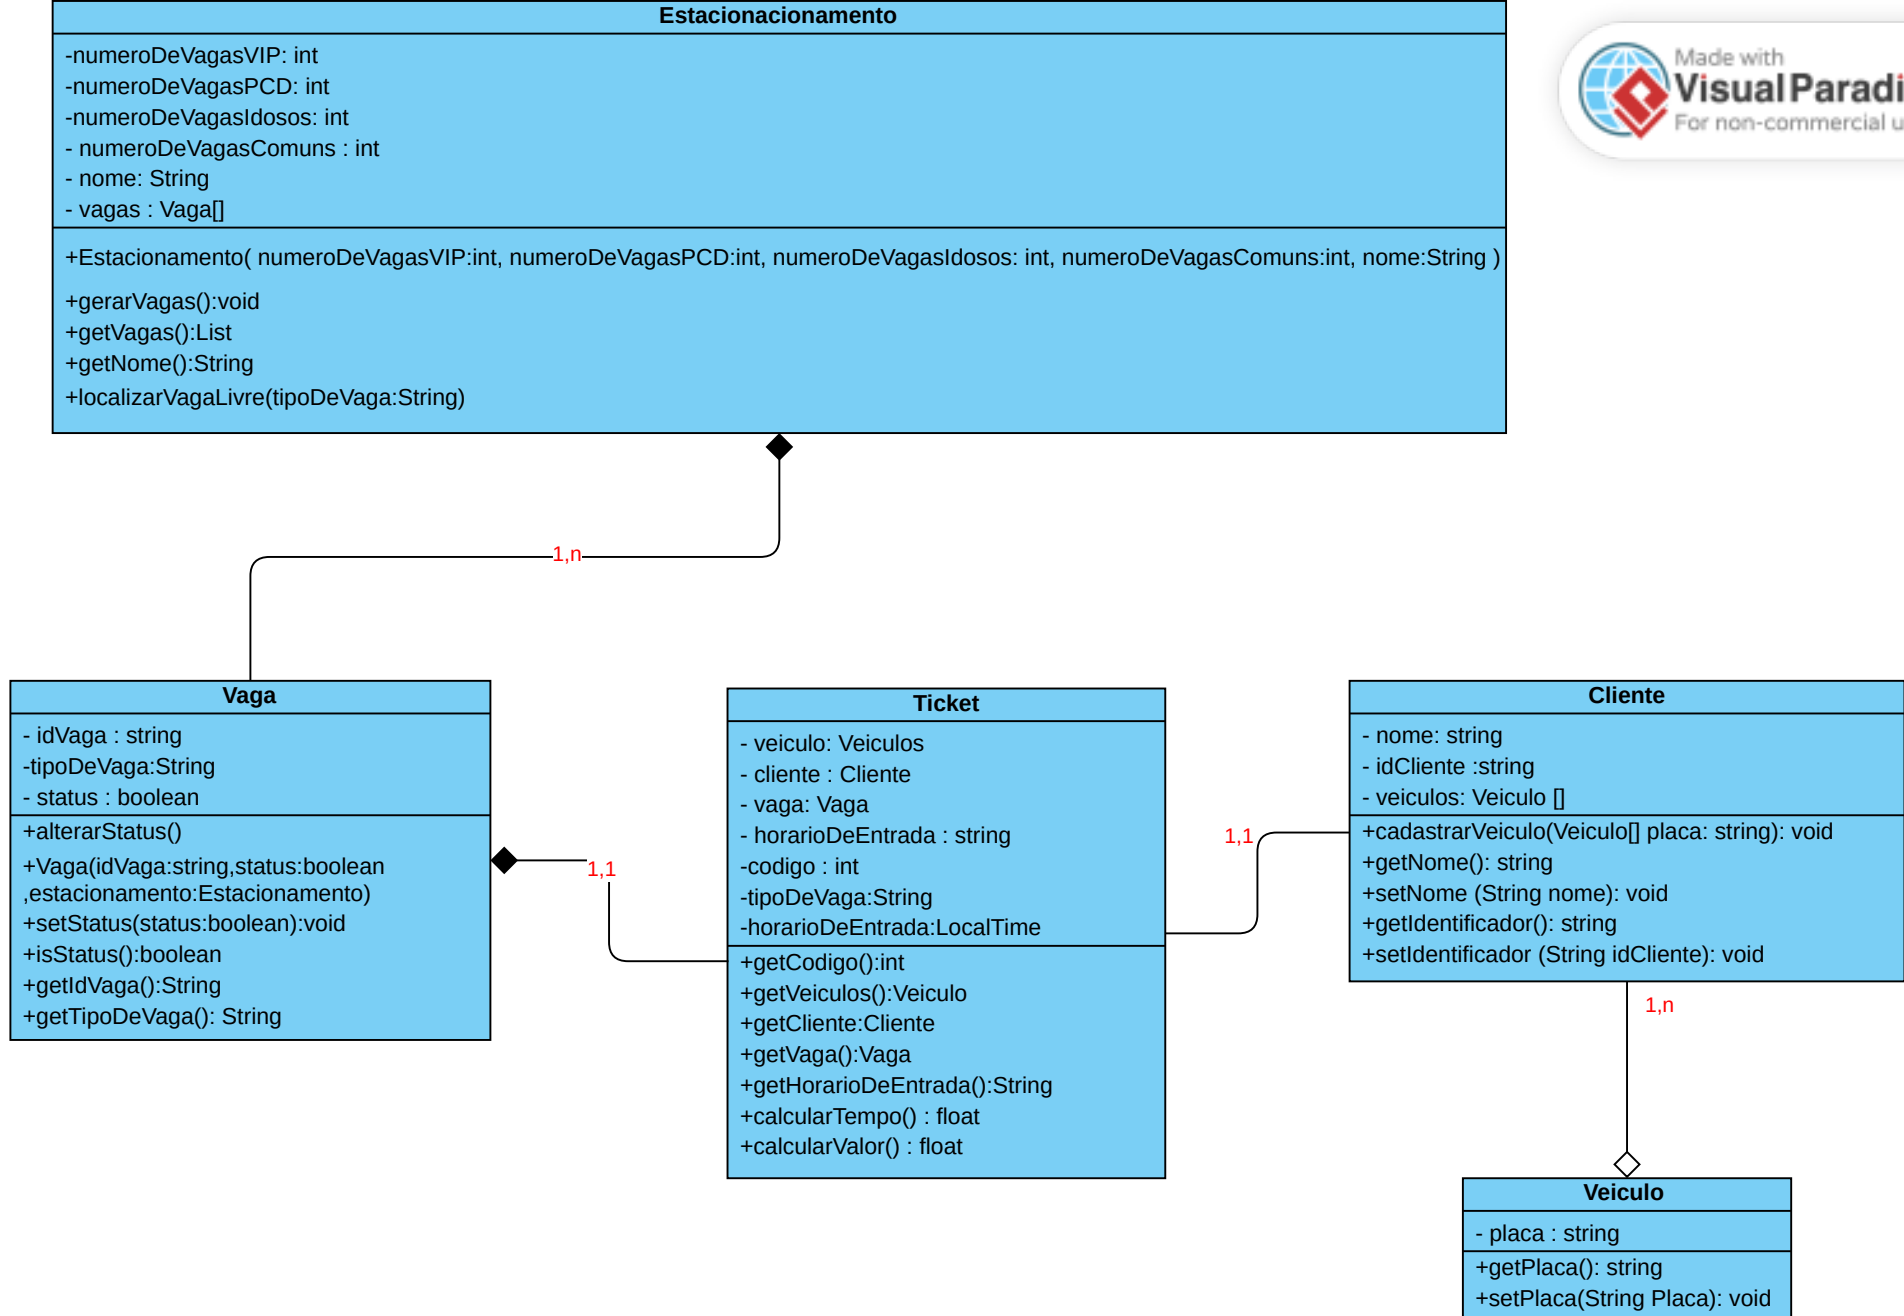 Estacionacionamento
-numeroDeVagasVIP: int
-numeroDeVagasPCD: int
-numeroDeVagasIdosos: int
- numeroDeVagasComuns : int
- nome: String
- vagas : Vaga[]
+Estacionamento( numeroDeVagasVIP:int, numeroDeVagasPCD:int, numeroDeVagasIdosos: int, numeroDeVagasComuns:int, nome:String )
+gerarVagas():void
+getVagas():List
+getNome():String
+localizarVagaLivre(tipoDeVaga:String)
Made with
Visual Paradi
For non-commercial u
1,n
Vaga
- idVaga : string
-tipoDeVaga:String
- status : boolean
+alterarStatus()
+Vaga(idVaga:string,status:boolean
,estacionamento:Estacionamento)
+setStatus(status:boolean):void
+isStatus():boolean
+getIdVaga():String
+getTipoDeVaga(): String
1,1
Ticket
- veiculo: Veiculos
- cliente : Cliente
- vaga: Vaga
- horarioDeEntrada : string
-codigo : int
-tipoDeVaga:String
-horarioDeEntrada:LocalTime
+getCodigo():int
+getVeiculos():Veiculo
+getCliente:Cliente
+getVaga():Vaga
+getHorarioDeEntrada():String
+calcularTempo() : float
+calcularValor() : float
1,1
Cliente
- nome: string
- idCliente :string
- veiculos: Veiculo []
+cadastrarVeiculo(Veiculo[] placa: string): void
+getNome(): string
+setNome (String nome): void
+getIdentificador(): string
+setIdentificador (String idCliente): void
1,n
Veiculo
- placa : string
+getPlaca(): string
+setPlaca(String Placa): void